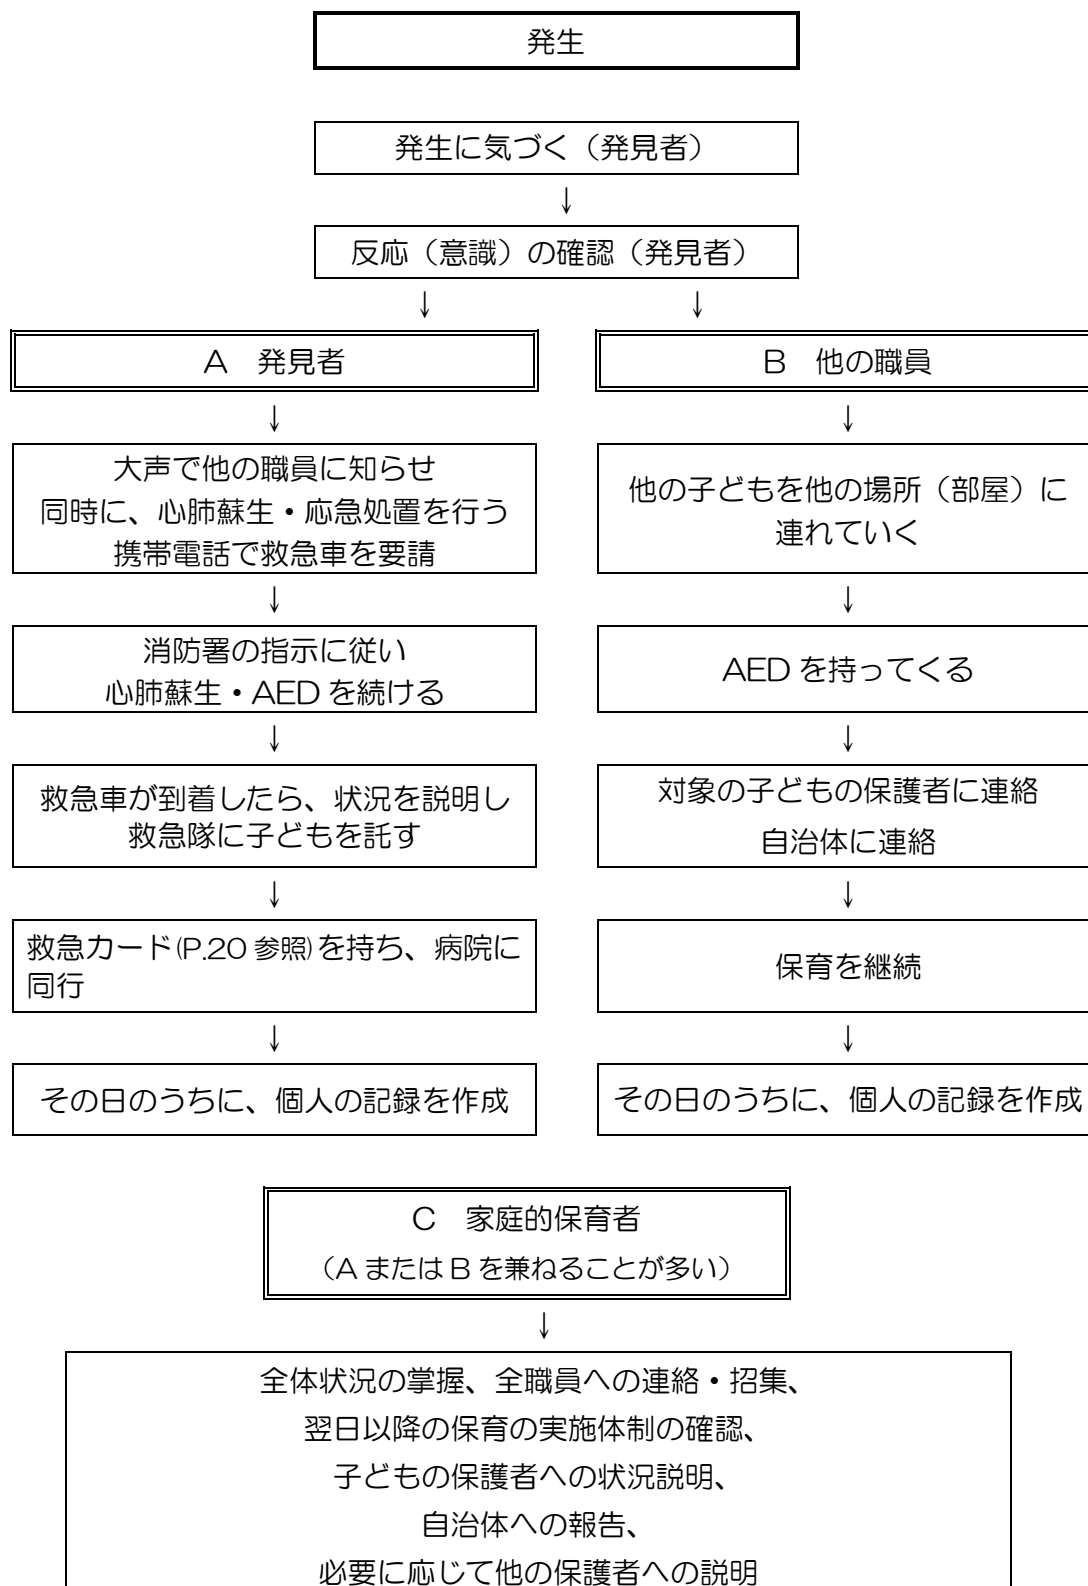 発生
発生に気づく（発見者）
↓
反応（意識）の確認（発見者）
↓ ↓
A　発見者
↓
大声で他の職員に知らせ
同時に、心肺蘇生・応急処置を行う
携帯電話で救急車を要請
↓
消防署の指示に従い
心肺蘇生・AED を続ける
↓
救急車が到着したら、状況を説明し
救急隊に子どもを託す
↓
救急カード(P.20 参照)を持ち、病院に
同行
↓
その日のうちに、個人の記録を作成
B　他の職員
↓
他の子どもを他の場所（部屋）に
連れていく
↓
AED を持ってくる
↓
対象の子どもの保護者に連絡
自治体に連絡
↓
保育を継続
↓
その日のうちに、個人の記録を作成
C　家庭的保育者
（A または B を兼ねることが多い）
↓
全体状況の掌握、全職員への連絡・招集、
翌日以降の保育の実施体制の確認、
子どもの保護者への状況説明、
自治体への報告、
必要に応じて他の保護者への説明